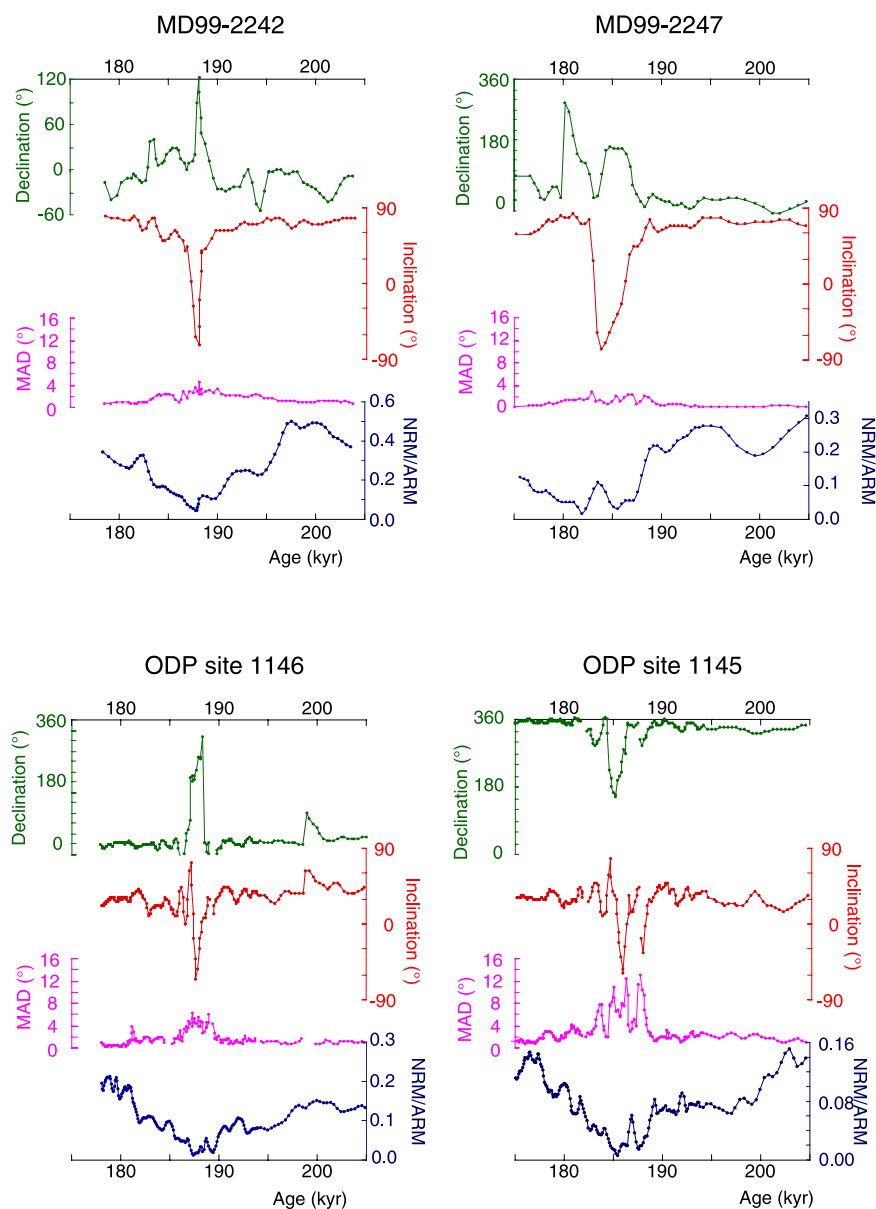 MD99-2242
180 190 200
Declination (°)
120
60
0
-60
90
0
-90
Inclination (°)
MAD (°)
16
12
8
4
0
0.6
0.4
0.2
0.0
NRM/ARM
180 190 200
Age (kyr)
MD99-2247
180 190 200
Declination (°)
360
180
0
90
0
-90
Inclination (°)
MAD (°)
16
12
8
4
0
0.3
0.2
0.1
0.0
NRM/ARM
180 190 200
Age (kyr)
ODP site 1146
180 190 200
Declination (°)
360
180
0
90
0
-90
Inclination (°)
MAD (°)
16
12
8
4
0
0.3
0.2
0.1
0.0
NRM/ARM
180 190 200
Age (kyr)
ODP site 1145
180 190 200
Declination (°)
360
180
0
90
0
-90
Inclination (°)
MAD (°)
16
12
8
4
0
0.16
0.08
0.00
NRM/ARM
180 190 200
Age (kyr)